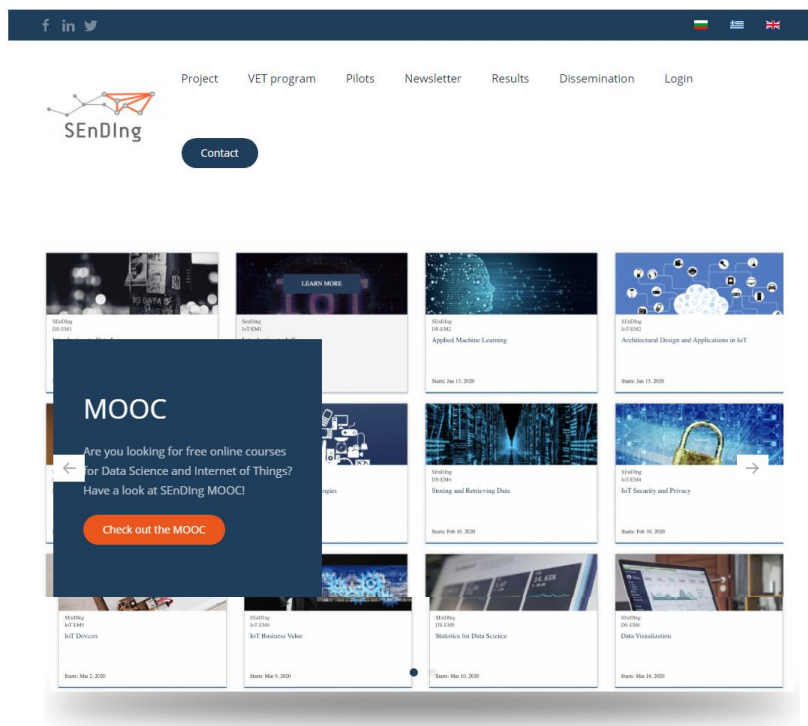 f in
Project VET program Pilots Newsletter Results Dissemination Login
SEnDIng
Contact
LEARN MORE
SEnDIng
DS-EM1
SenDing
IoT-EM1
SEnDIng
DS-EM2
Applied Machine Learning
Starts: Jan 13, 2020
SEnDIng
IoT-EM2
Architectural Design and Applications in IoT
Starts: Jan 13, 2020
MOOC
Are you looking for free online courses
for Data Science and Internet of Things?
Have a look at SEnDIng MOOC!
Check out the MOOC
SEnDIng
DS-EM4
Storing and Retrieving Data
Starts: Feb 10, 2020
SEnDIng
IoT-EM4
IoT Security and Privacy
Starts: Feb 10, 2020
SEnDIng
IoT-EM5
IoT Devices
Starts: Mar 2, 2020
SEnDIng
IoT-EM6
IoT Business Value
Starts: Mar 9, 2020
SEnDIng
DS-EM5
Statistics for Data Science
Starts: Mar 10, 2020
SEnDIng
DS-EM6
Data Visualization
Starts: Mar 16, 2020